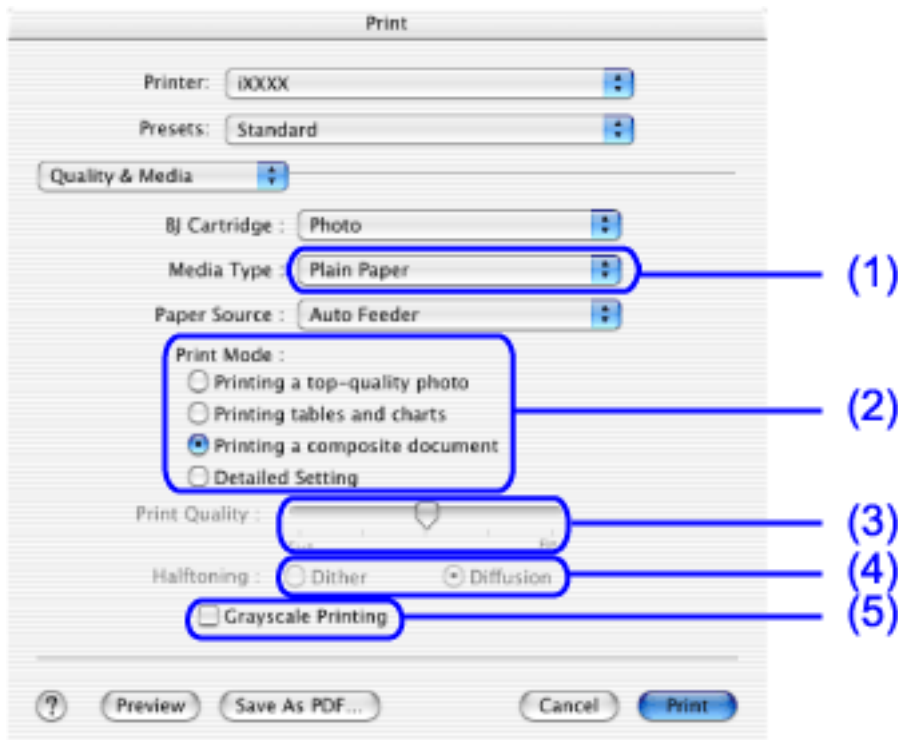 Print
Printer: iXXXX
Presets: Standard
Quality & Media
BJ Cartridge : Photo
Media Type : Plain Paper (1)
Paper Source : Auto Feeder
Print Mode :
Printing a top-quality photo
Printing tables and charts (2)
Printing a composite document
Detailed Setting
Print Quality : (3)
Halftoning : Dither Diffusion (4)
Grayscale Printing (5)
? Preview Save As PDF... Cancel Print